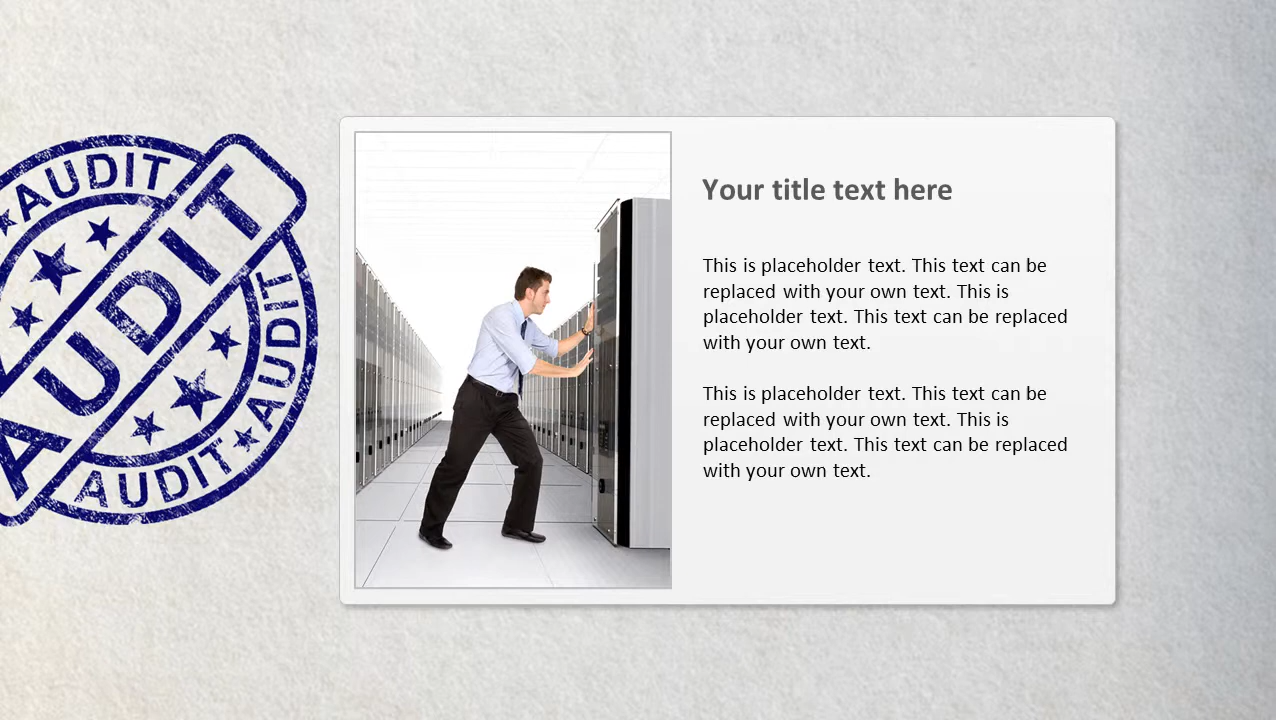 AUDIT
AUDIT
AUDIT
AUDIT
Your title text here
This is placeholder text. This text can be
replaced with your own text. This is
placeholder text. This text can be replaced
with your own text.
This is placeholder text. This text can be
replaced with your own text. This is
placeholder text. This text can be replaced
with your own text.